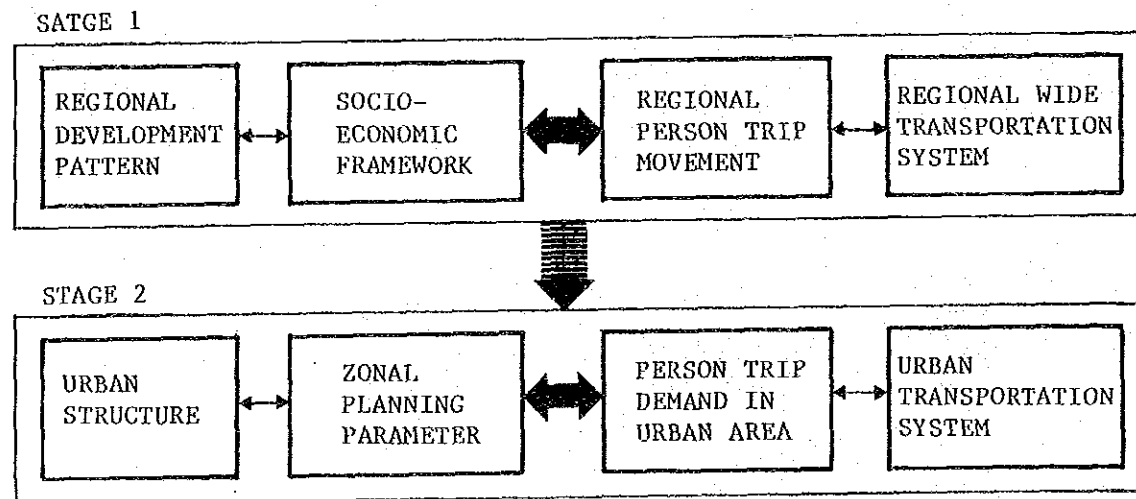 SATGE 1
REGIONAL
DEVELOPMENT
PATTERN
SOCIO-
ECONOMIC
FRAMEWORK
REGIONAL
PERSON TRIP
MOVEMENT
REGIONAL WIDE
TRANSPORTATION
SYSTEM
STAGE 2
URBAN
STRUCTURE
ZONAL
PLANNING
PARAMETER
PERSON TRIP
DEMAND IN
URBAN AREA
URBAN
TRANSPORTATION
SYSTEM